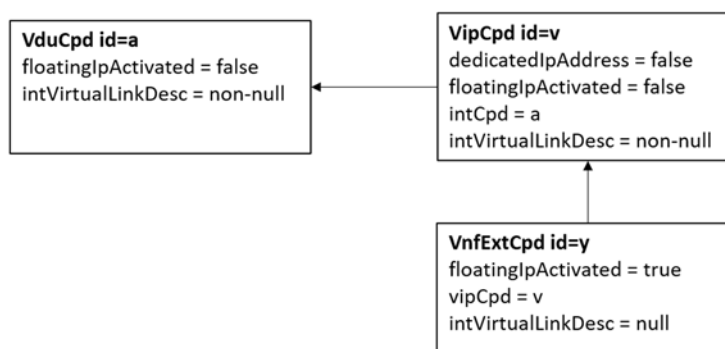 VduCpd id=a
floatingIpActivated = false
intVirtualLinkDesc = non-null
VipCpd id=v
dedicatedIpAddress = false
floatingIpActivated = false
intCpd = a
intVirtualLinkDesc = non-null
VnfExtCpd id=y
floatingIpActivated = true
vipCpd = v
intVirtualLinkDesc = null